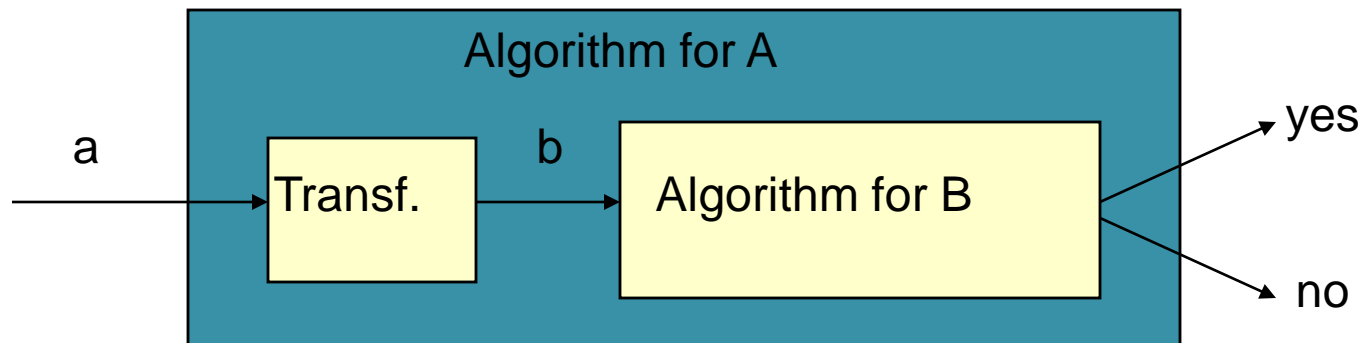 Algorithm for A
yes
a
b
Transf.
Algorithm for B
no